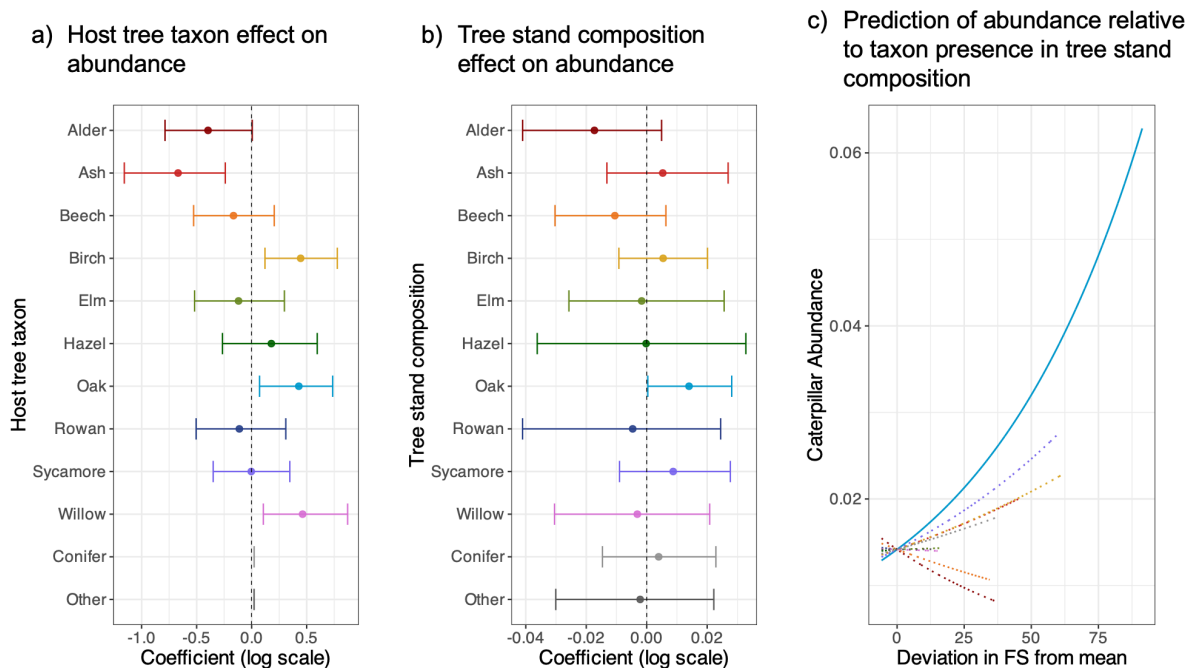 a) Host tree taxon effect on
abundance
b) Tree stand composition
effect on abundance
c) Prediction of abundance relative
to taxon presence in tree stand
composition
Host tree taxon
Alder
Ash
Beech
Birch
Elm
Hazel
Oak
Rowan
Sycamore
Willow
Conifer
Other
-1.0 -0.5 0.0 0.5
Coefficient (log scale)
Tree stand composition
Alder
Ash
Beech
Birch
Elm
Hazel
Oak
Rowan
Sycamore
Willow
Conifer
Other
-0.04 -0.02 0.00 0.02
Coefficient (log scale)
Caterpillar Abundance
0.06
0.04
0.02
0 25 50 75
Deviation in FS from mean